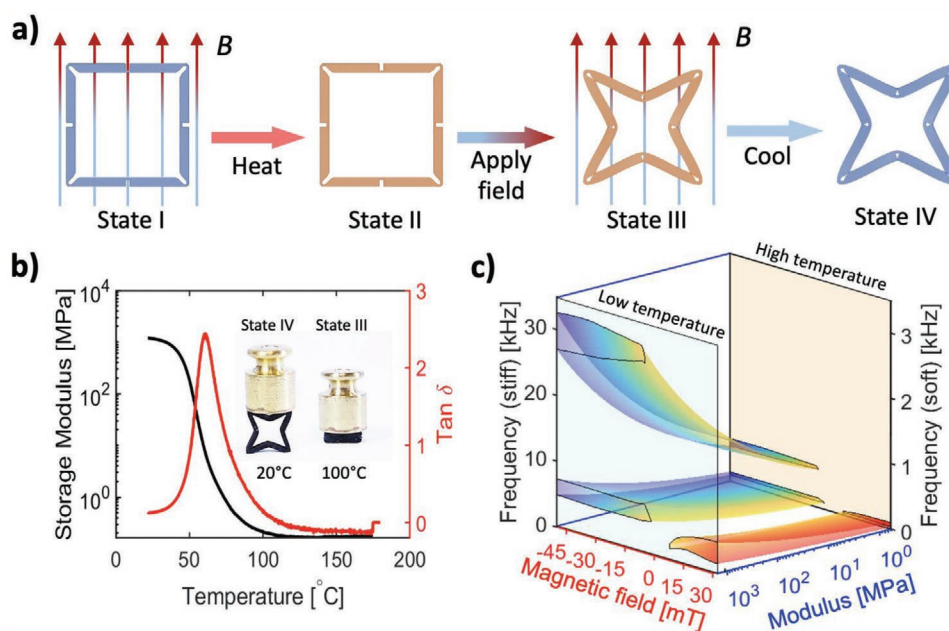 a)
B
B
Heat
Apply
field
Cool
State I
State II
State III
State IV
b)
Storage Modulus [MPa]
10⁴
10²
10⁰
0
50
100
150
200
Temperature [°C]
3
2
1
0
Tan δ
State IV
State III
20°C
100°C
c)
High temperature
Low temperature
Frequency (stiff) [kHz]
30
20
10
0
Frequency (soft) [kHz]
3
2
1
0
-45
-30
-15
0
15
30
Magnetic field [mT]
10³
10²
10¹
10⁰
Modulus [MPa]